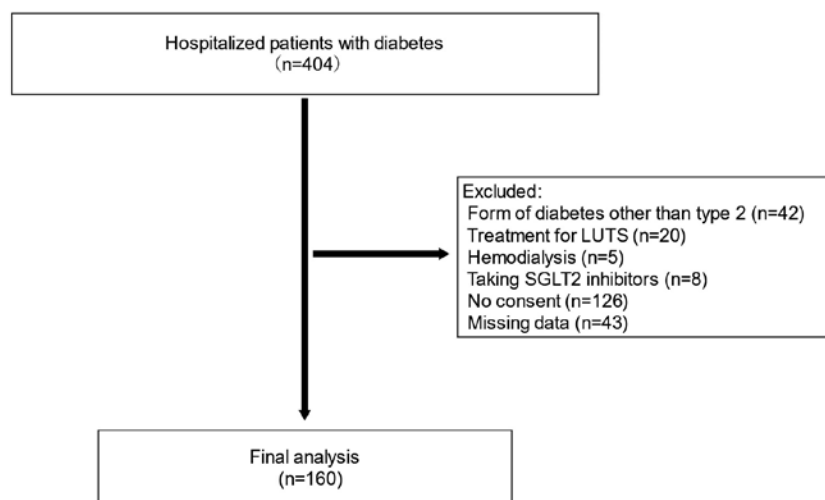 Hospitalized patients with diabetes
（n=404）
Excluded:
Form of diabetes other than type 2 (n=42)
Treatment for LUTS (n=20)
Hemodialysis (n=5)
Taking SGLT2 inhibitors (n=8)
No consent (n=126)
Missing data (n=43)
Final analysis
(n=160)